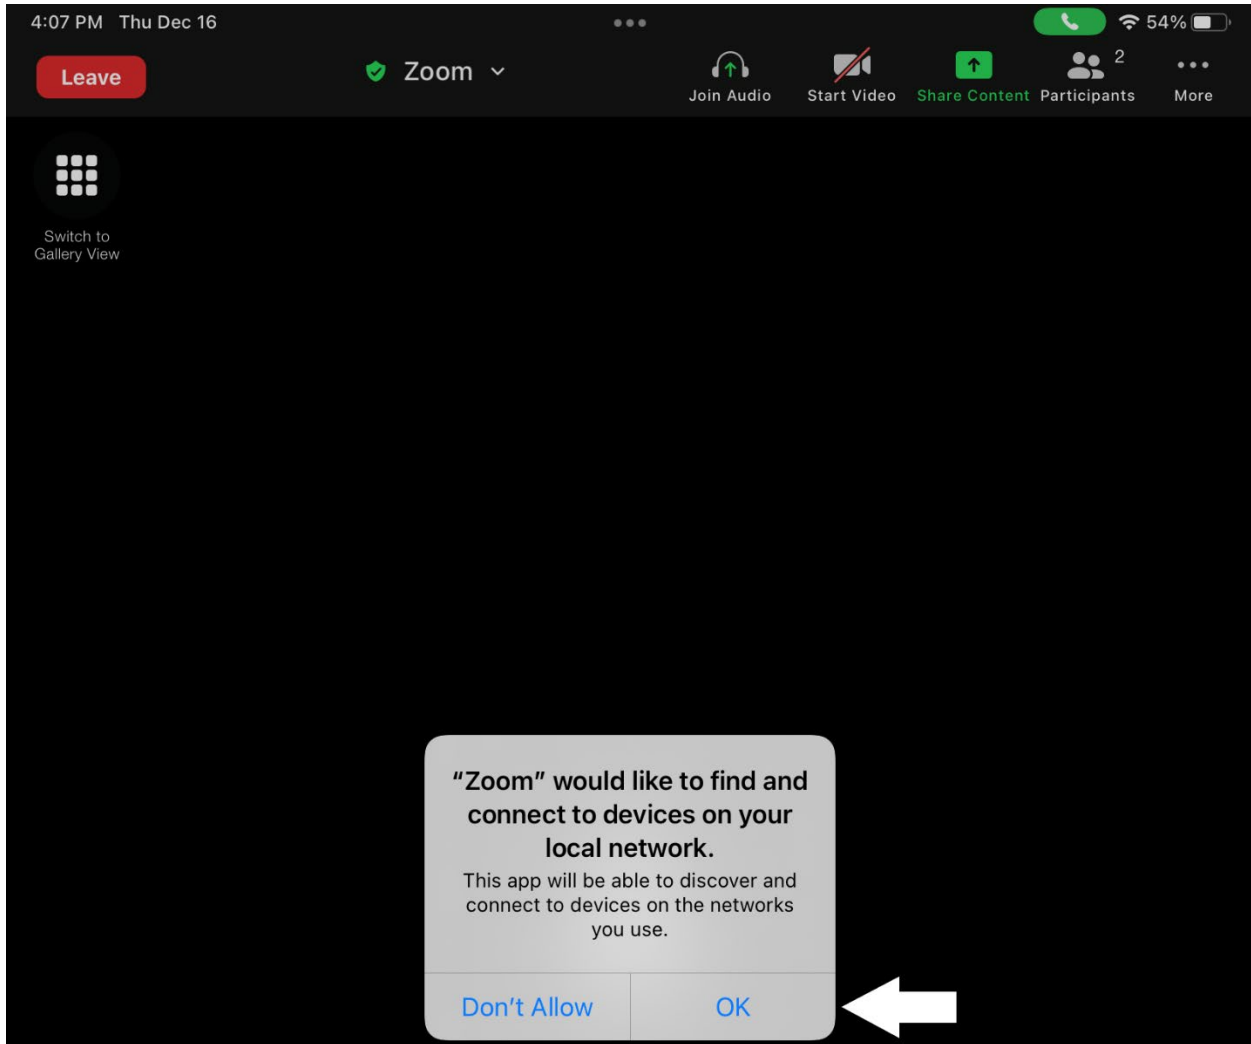 4:07 PM Thu Dec 16
54%
Leave
Zoom
Join Audio
Start Video
Share Content
Participants
2
More
Switch to
Gallery View
“Zoom” would like to find and
connect to devices on your
local network.
This app will be able to discover and
connect to devices on the networks
you use.
Don’t Allow
OK